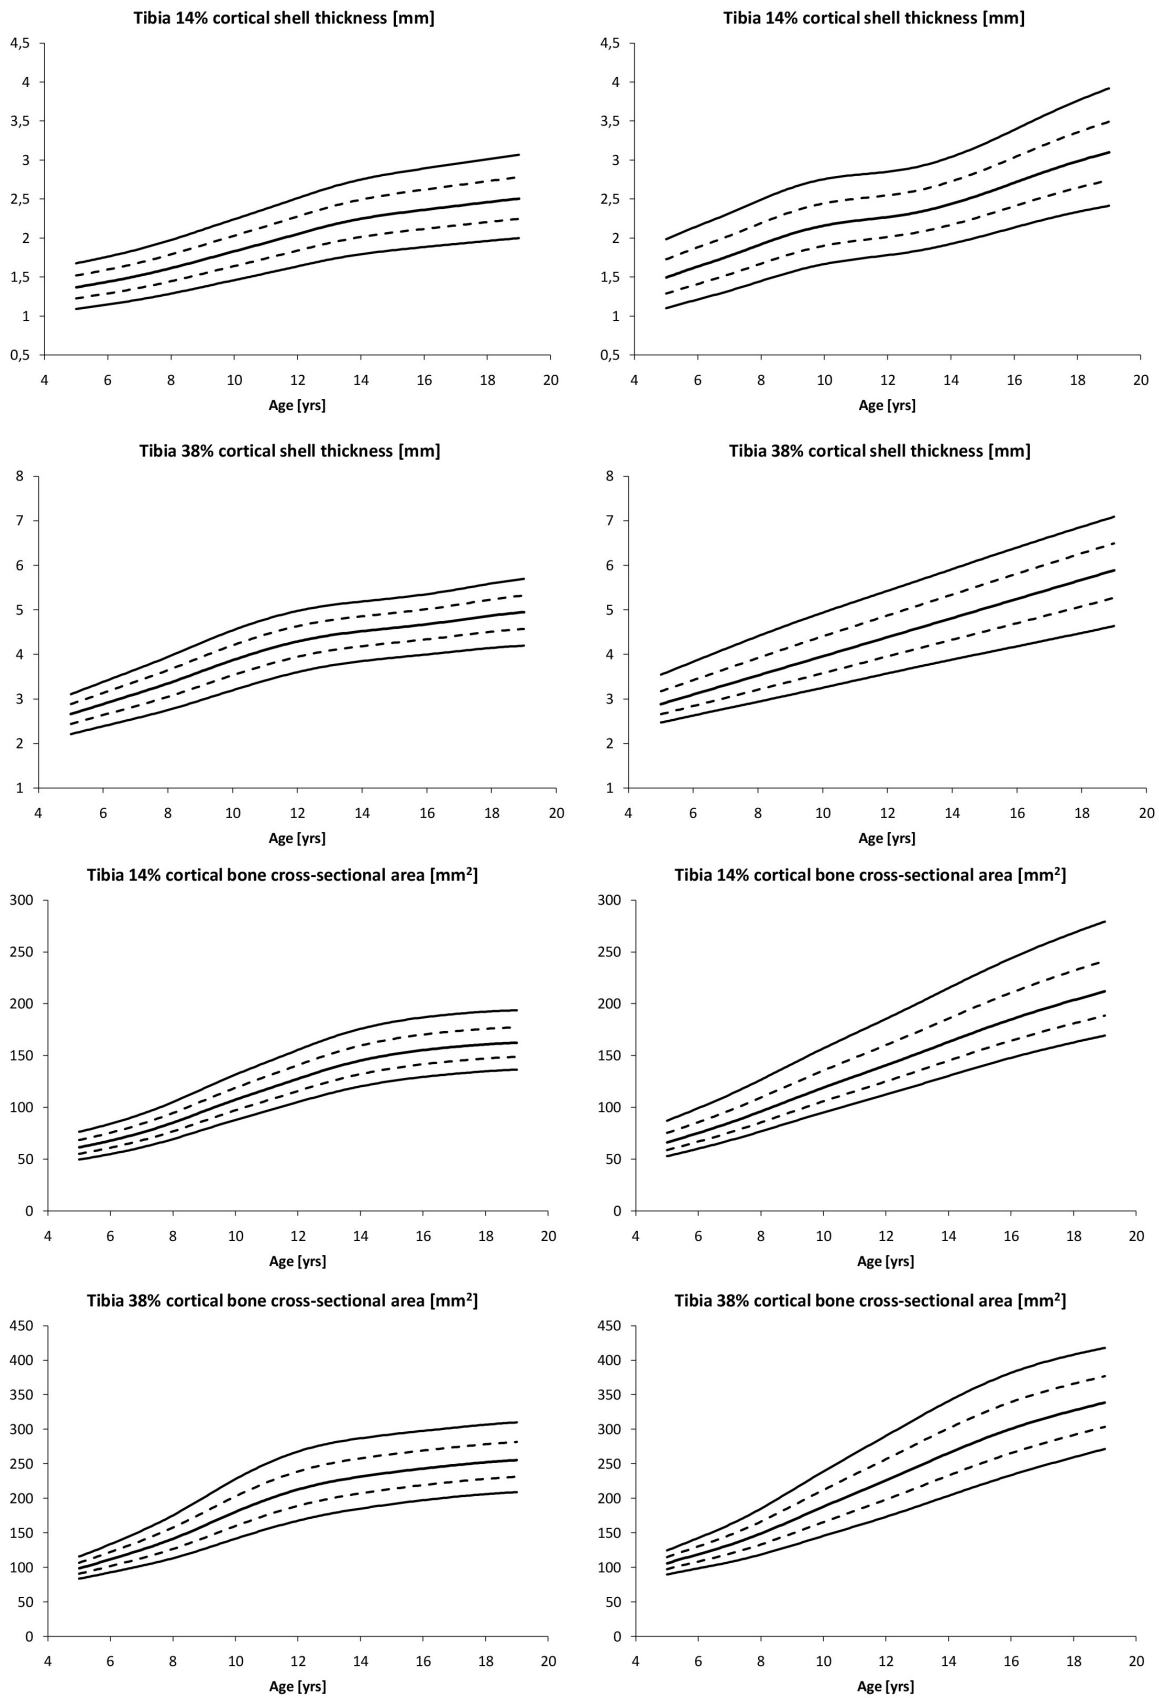 Tibia 14% cortical shell thickness [mm]
4,5
4
3,5
3
2,5
2
1,5
1
0,5
4 6 8 10 12 14 16 18 20
Age [yrs]
Tibia 14% cortical shell thickness [mm]
4,5
4
3,5
3
2,5
2
1,5
1
0,5
4 6 8 10 12 14 16 18 20
Age [yrs]
Tibia 38% cortical shell thickness [mm]
8
7
6
5
4
3
2
1
4 6 8 10 12 14 16 18 20
Age [yrs]
Tibia 38% cortical shell thickness [mm]
8
7
6
5
4
3
2
1
4 6 8 10 12 14 16 18 20
Age [yrs]
Tibia 14% cortical bone cross-sectional area [mm²]
300
250
200
150
100
50
0
4 6 8 10 12 14 16 18 20
Age [yrs]
Tibia 14% cortical bone cross-sectional area [mm²]
300
250
200
150
100
50
0
4 6 8 10 12 14 16 18 20
Age [yrs]
Tibia 38% cortical bone cross-sectional area [mm²]
450
400
350
300
250
200
150
100
50
0
4 6 8 10 12 14 16 18 20
Age [yrs]
Tibia 38% cortical bone cross-sectional area [mm²]
450
400
350
300
250
200
150
100
50
0
4 6 8 10 12 14 16 18 20
Age [yrs]